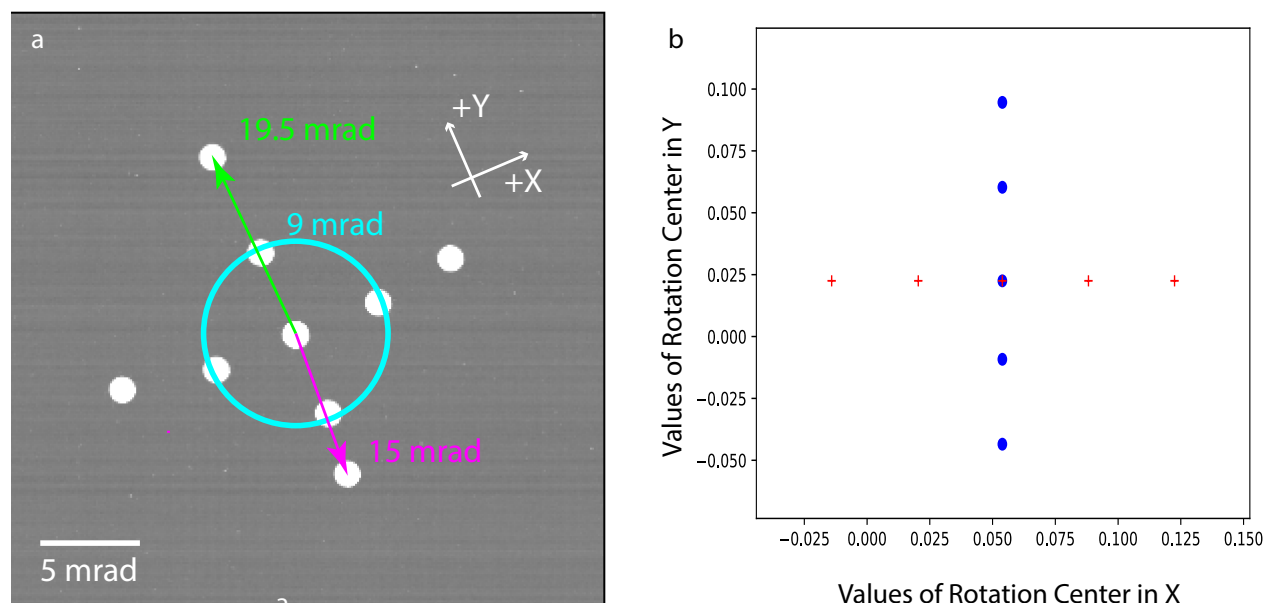 a
+Y
19.5 mrad
+X
9 mrad
15 mrad
5 mrad
b
Values of Rotation Center in Y
0.100
0.075
0.050
0.025
0.000
−0.025
−0.050
−0.025 0.000 0.025 0.050 0.075 0.100 0.125 0.150
Values of Rotation Center in X